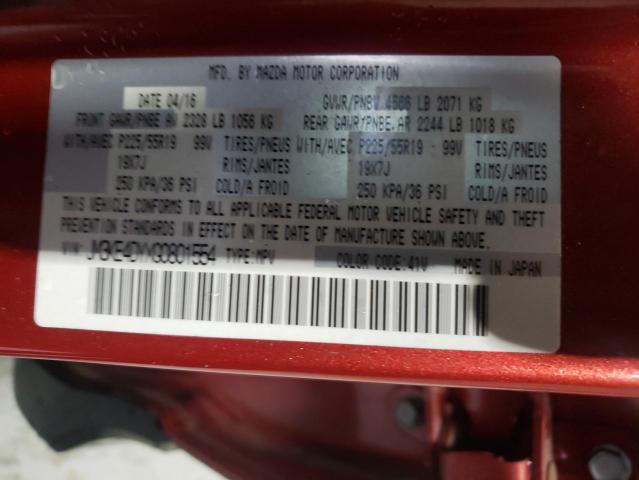 MFD. BY MAZDA MOTOR CORPORATION
DATE 04/16 GVWR/PNBV 4566 LB 2071 KG
FRONT GAWR/PNBE AV 2328 LB 1056 KG REAR GAWR/PNBE.AR 2244 LB 1018 KG
WITH/AVEC P225/55R19 99V TIRES/PNEUS WITH/AVEC P225/55R19 99V TIRES/PNEUS
19X7J RIMS/JANTES 19X7J RIMS/JANTES
250 KPA/36 PSI COLD/A FROID 250 KPA/36 PSI COLD/A FROID
THIS VEHICLE CONFORMS TO ALL APPLICABLE FEDERAL MOTOR VEHICLE SAFETY AND THEFT
PREVENTION STANDARDS IN EFFECT ON THE DATE OF MANUFACTURE SHOWN ABOVE.
VIN: TYPE:MPV COLOR CODE:41V MADE IN JAPAN